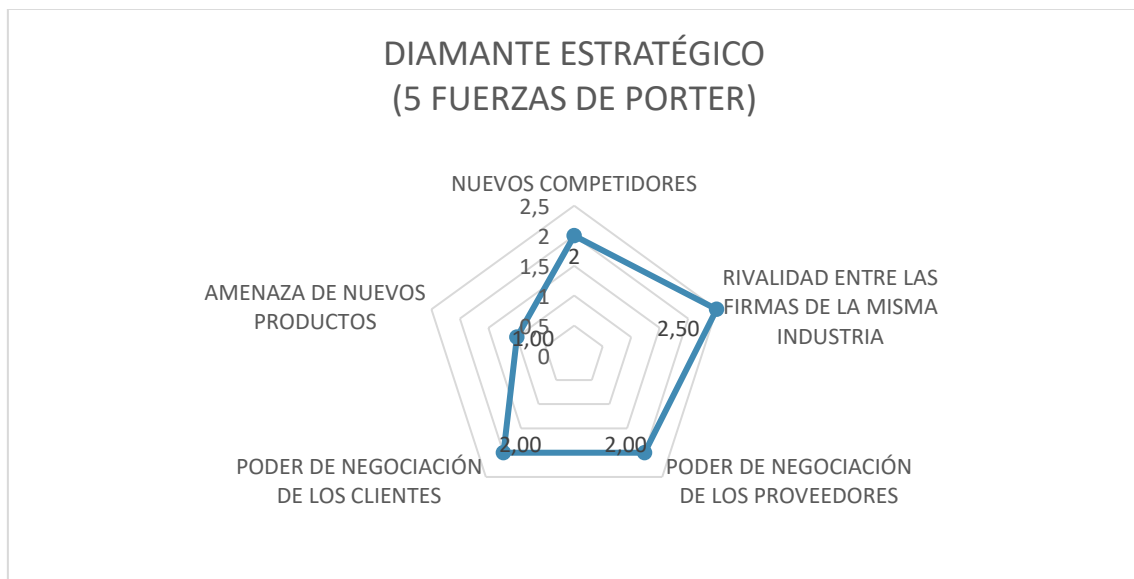 DIAMANTE ESTRATÉGICO
(5 FUERZAS DE PORTER)
NUEVOS COMPETIDORES
2,5
2
1,5
1
0,5
0
2
RIVALIDAD ENTRE LAS
FIRMAS DE LA MISMA
INDUSTRIA
2,50
PODER DE NEGOCIACIÓN
DE LOS PROVEEDORES
2,00
PODER DE NEGOCIACIÓN
DE LOS CLIENTES
2,00
AMENAZA DE NUEVOS
PRODUCTOS
1,00